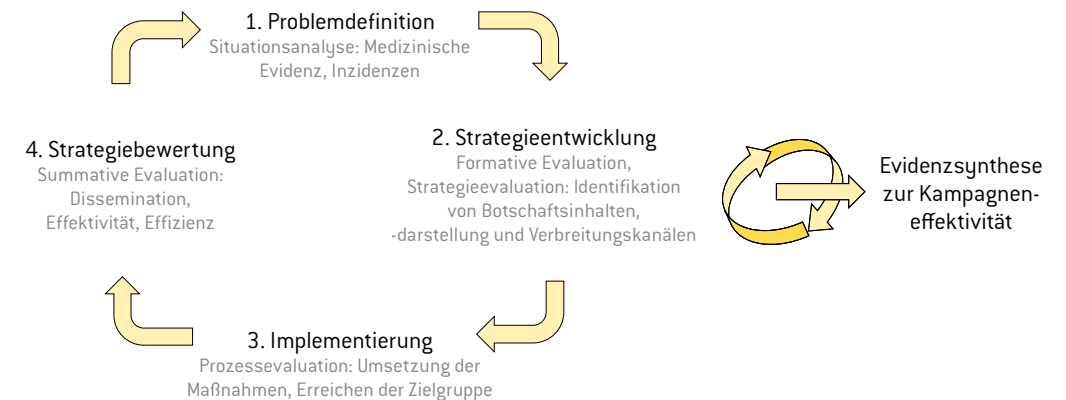 1. Problemdefinition
Situationsanalyse: Medizinische
Evidenz, Inzidenzen
2. Strategieentwicklung
Formative Evaluation,
Strategieevaluation: Identifikation
von Botschaftsinhalten,
-darstellung und Verbreitungskanälen
3. Implementierung
Prozessevaluation: Umsetzung der
Maßnahmen, Erreichen der Zielgruppe
4. Strategiebewertung
Summative Evaluation:
Dissemination,
Effektivität, Effizienz
Evidenzsynthese
zur Kampagnen-
effektivität